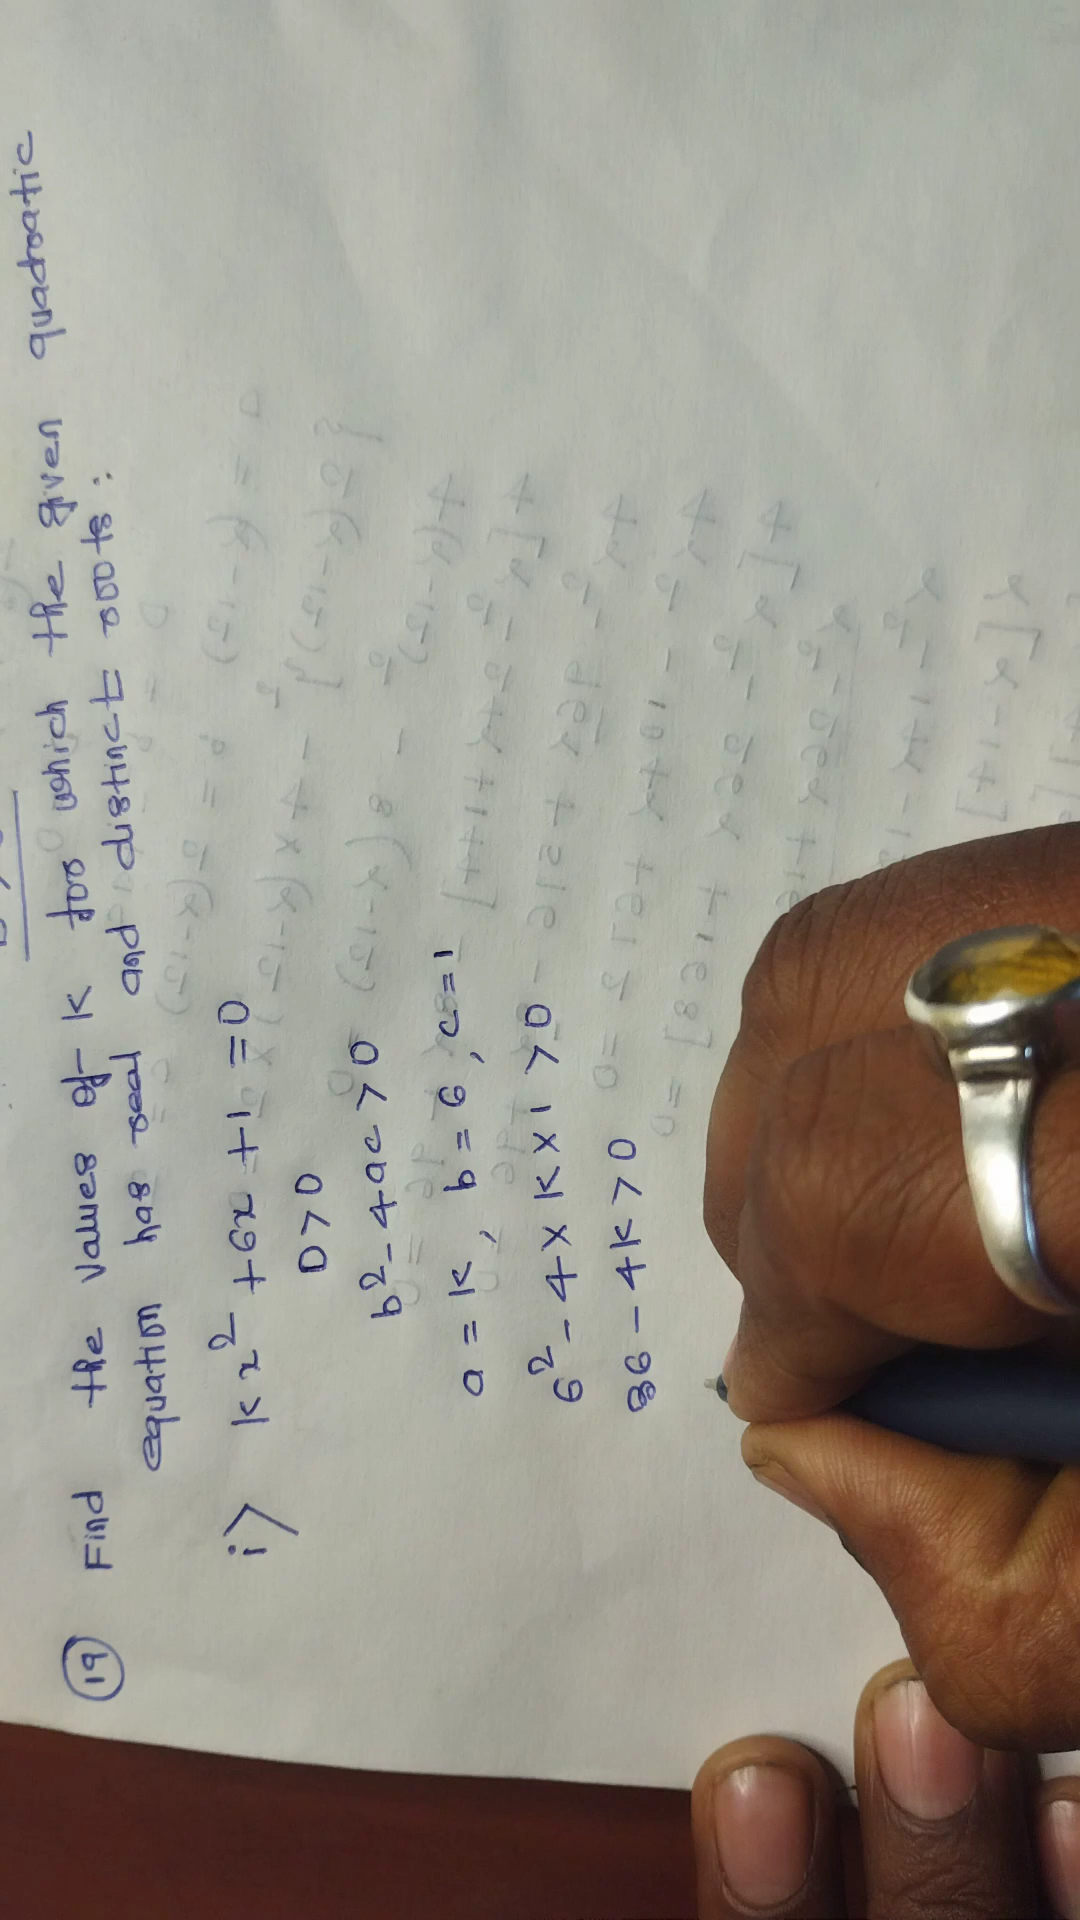 19 Find the values of K for which the given quadratic
equation has real and distinct roots:
i> Kx² + 6x + 1 = 0
D > 0
b² - 4ac > 0
a = K, b = 6, c = 1
6² - 4 × K × 1 > 0
36 - 4K > 0